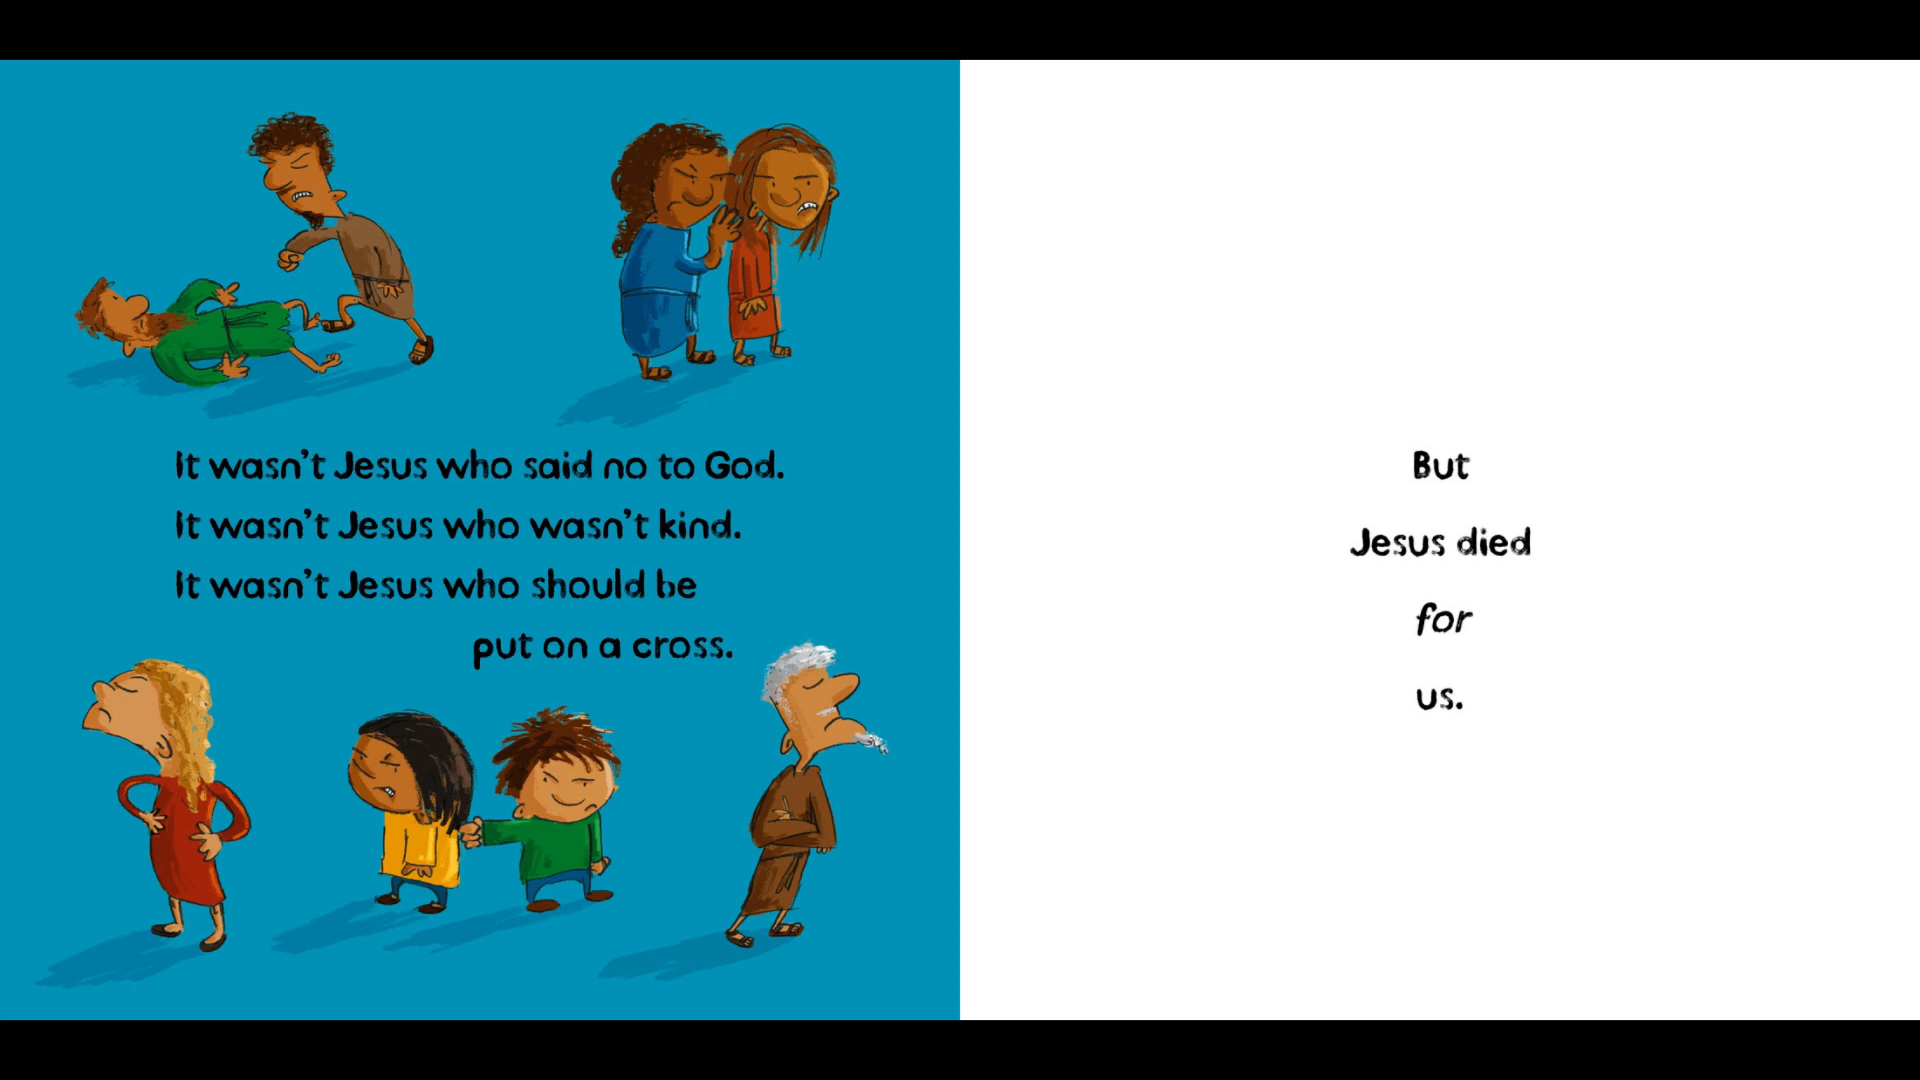 It wasn't Jesus who said no to God.
It wasn't Jesus who wasn't kind.
It wasn't Jesus who should be
put on a cross.
But
Jesus died
for
us.